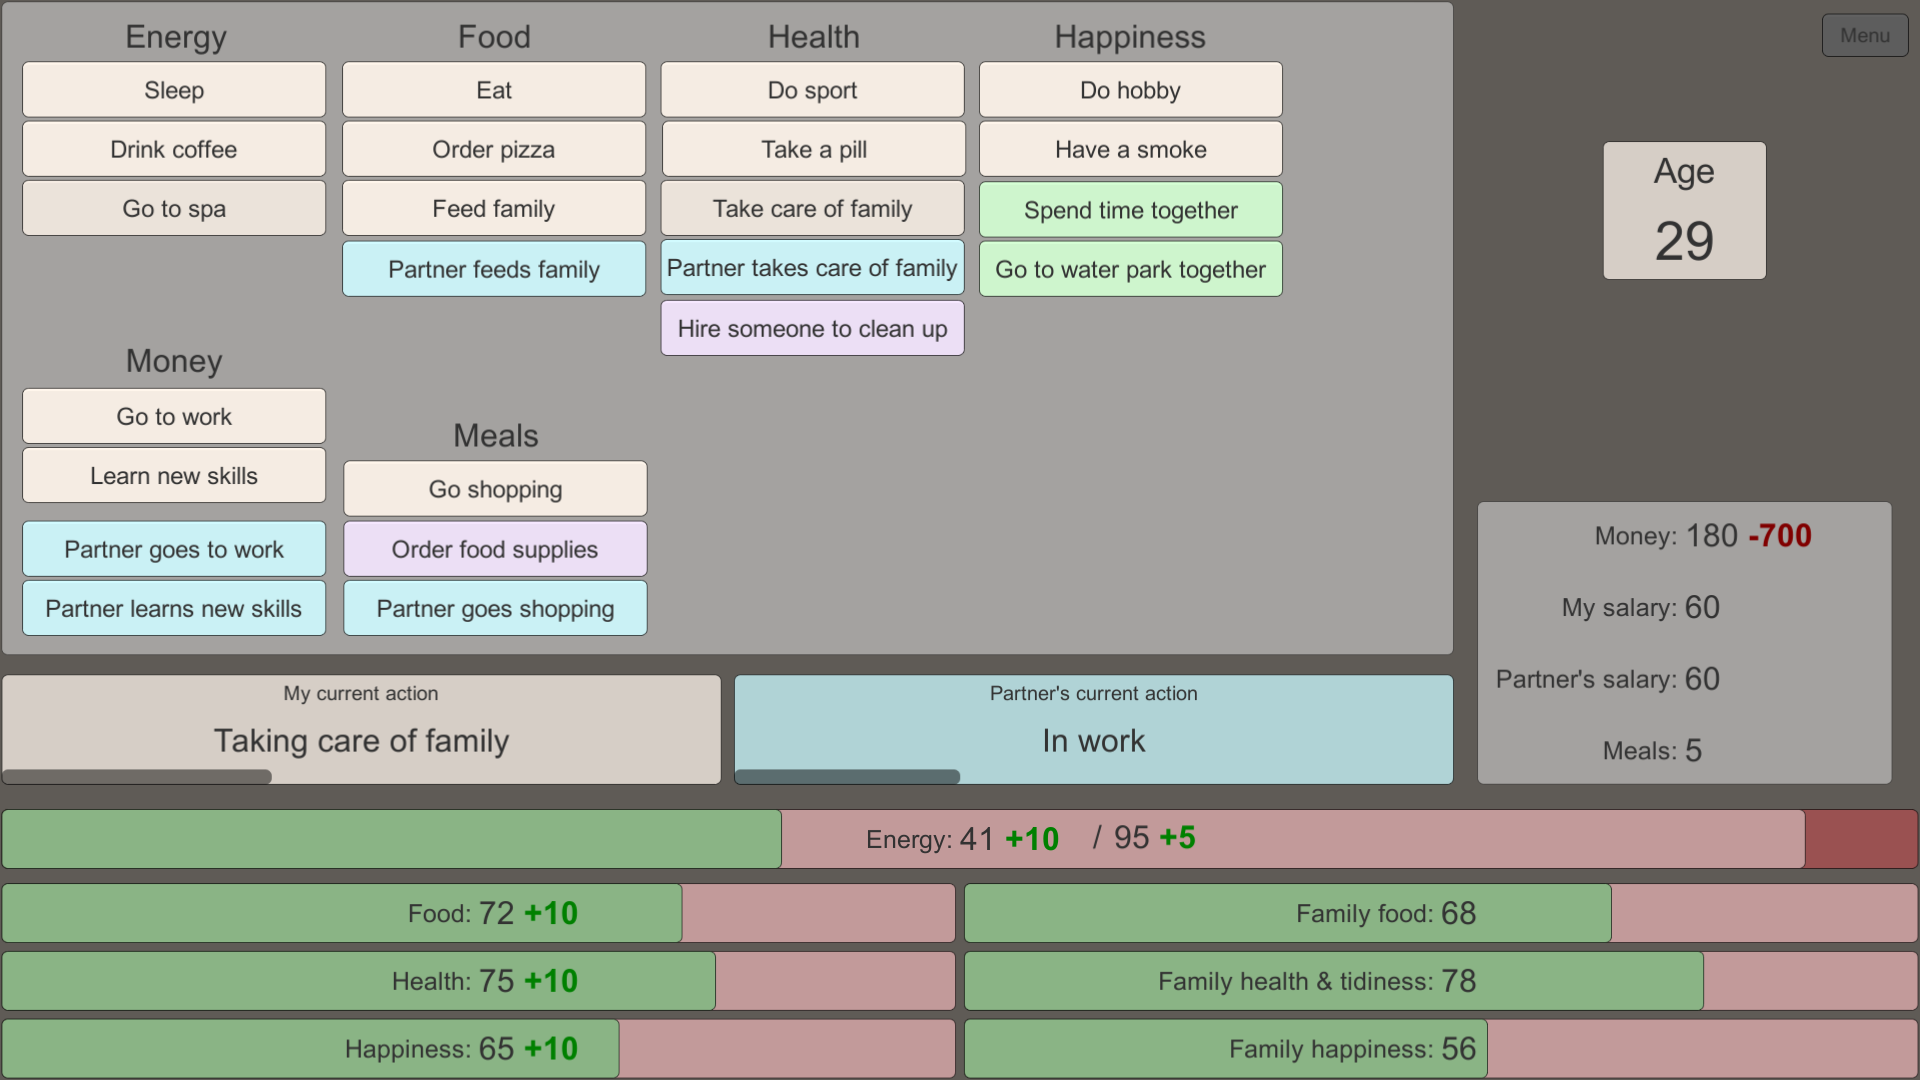 Energy
Sleep
Drink coffee
Go to spa
Food
Eat
Order pizza
Feed family
Partner feeds family
Health
Do sport
Take a pill
Take care of family
Partner takes care of family
Hire someone to clean up
Happiness
Do hobby
Have a smoke
Spend time together
Go to water park together
Money
Go to work
Learn new skills
Partner goes to work
Partner learns new skills
Meals
Go shopping
Order food supplies
Partner goes shopping
Menu
Age
29
Money: 180 -700
My salary: 60
Partner's salary: 60
Meals: 5
My current action
Taking care of family
Partner's current action
In work
Energy: 41 +10 / 95 +5
Food: 72 +10
Family food: 68
Health: 75 +10
Family health & tidiness: 78
Happiness: 65 +10
Family happiness: 56